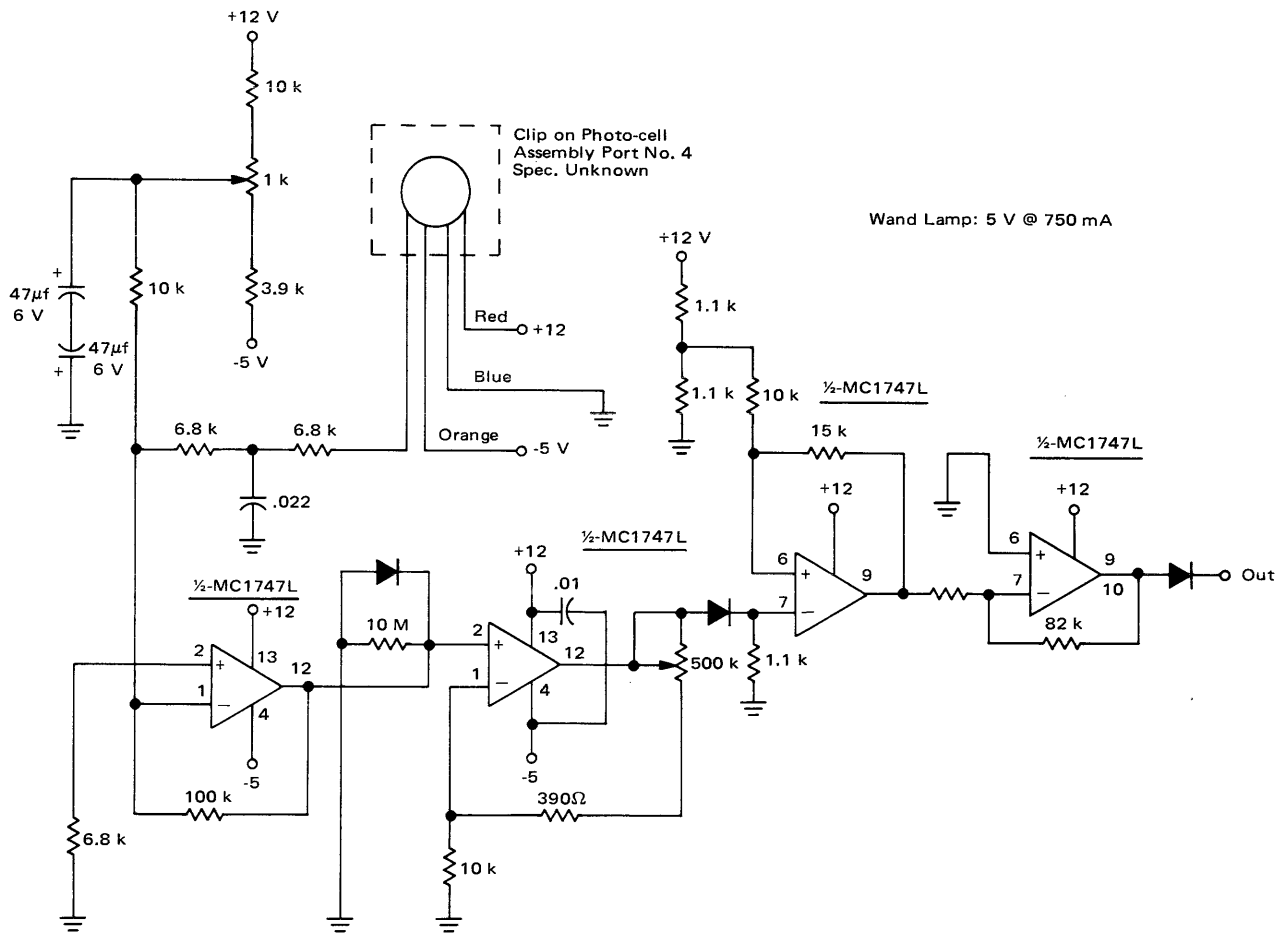 +12 V
10 k
1 k
3.9 k
-5 V
+
47µf
6 V
47µf
6 V
+
10 k
6.8 k
6.8 k
.022
Clip on Photo-cell
Assembly Port No. 4
Spec. Unknown
Red
+12
Blue
Orange
-5 V
Wand Lamp: 5 V @ 750 mA
+12 V
1.1 k
1.1 k
10 k
½-MC1747L
15 k
+12
6
+
7
−
9
½-MC1747L
+12
6
+
7
−
9
10
82 k
Out
½-MC1747L
+12
2
+
13
12
1
−
4
-5
100 k
6.8 k
10 M
½-MC1747L
+12
.01
2
+
13
12
1
−
4
-5
500 k
1.1 k
390Ω
10 k